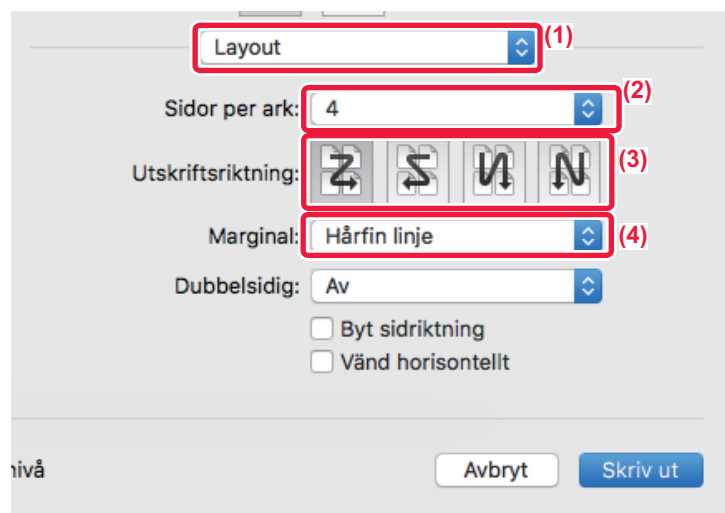 Layout (1)
Sidor per ark: 4 (2)
Utskriftsriktning: (3)
Marginal: Hårfin linje (4)
Dubbelsidig: Av
Byt sidriktning
Vänd horisontellt
Avbryt Skriv ut